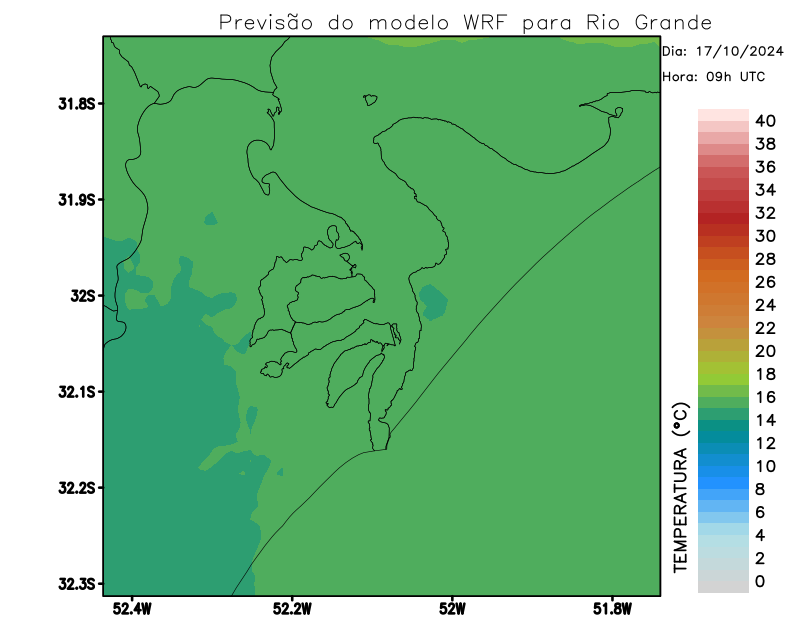 Previsão do modelo WRF para Rio Grande
Dia: 17/10/2024
Hora: 09h UTC
31.8S
31.9S
32S
32.1S
32.2S
32.3S
52.4W
52.2W
52W
51.8W
TEMPERATURA (ºC)
40
38
36
34
32
30
28
26
24
22
20
18
16
14
12
10
8
6
4
2
0